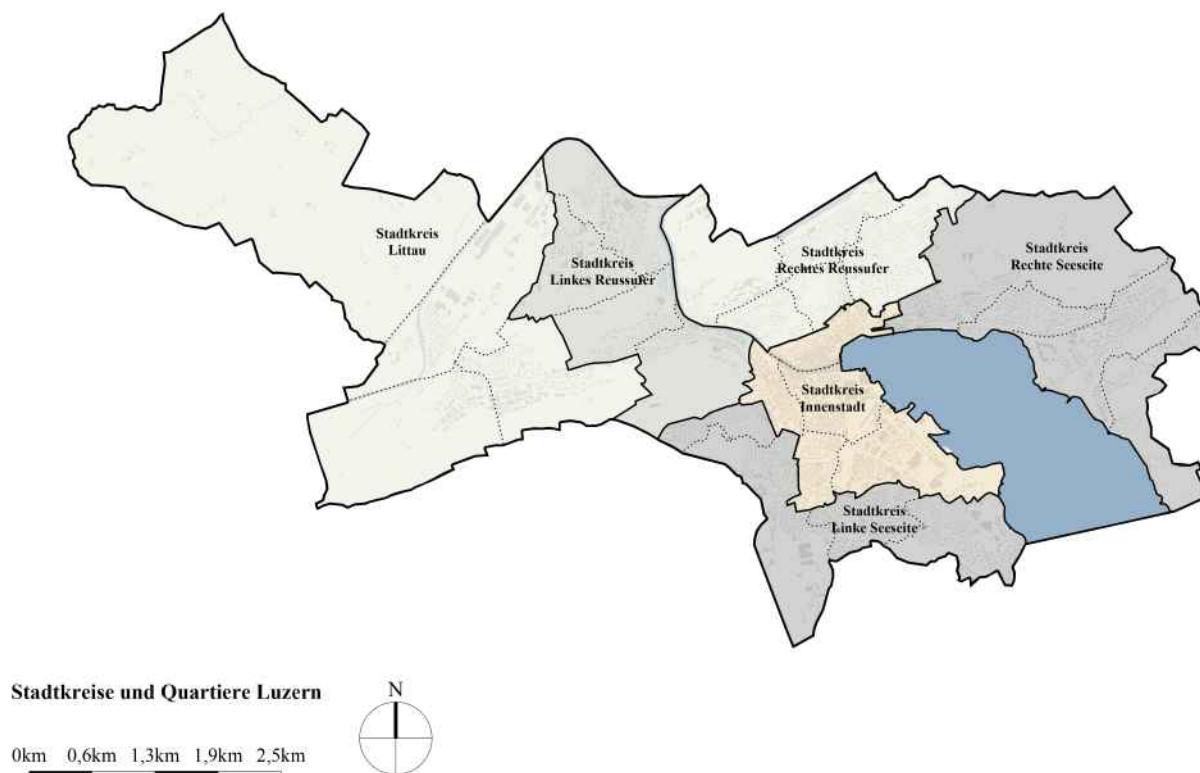 Stadtkreis
Littau
Stadtkreis
Linkes Reussufer
Stadtkreis
Rechtes Reussufer
Stadtkreis
Rechte Seeseite
Stadtkreis
Innenstadt
Stadtkreis
Linke Seeseite
Stadtkreise und Quartiere Luzern
N
0km 0,6km 1,3km 1,9km 2,5km